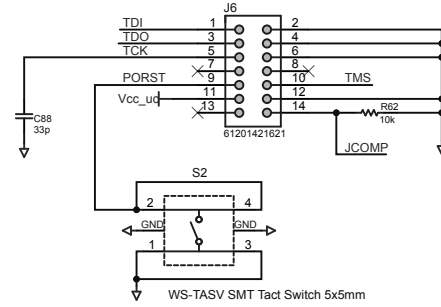 J6
TDI 1 2
TDO 3 4
TCK 5 6
7 8
PORST 9 10 TMS
Vcc_uc 11 12
13 14 R62
61201421621 10k
C88
33p
JCOMP
S2
2 4
GND GND
1 3
WS-TASV SMT Tact Switch 5x5mm